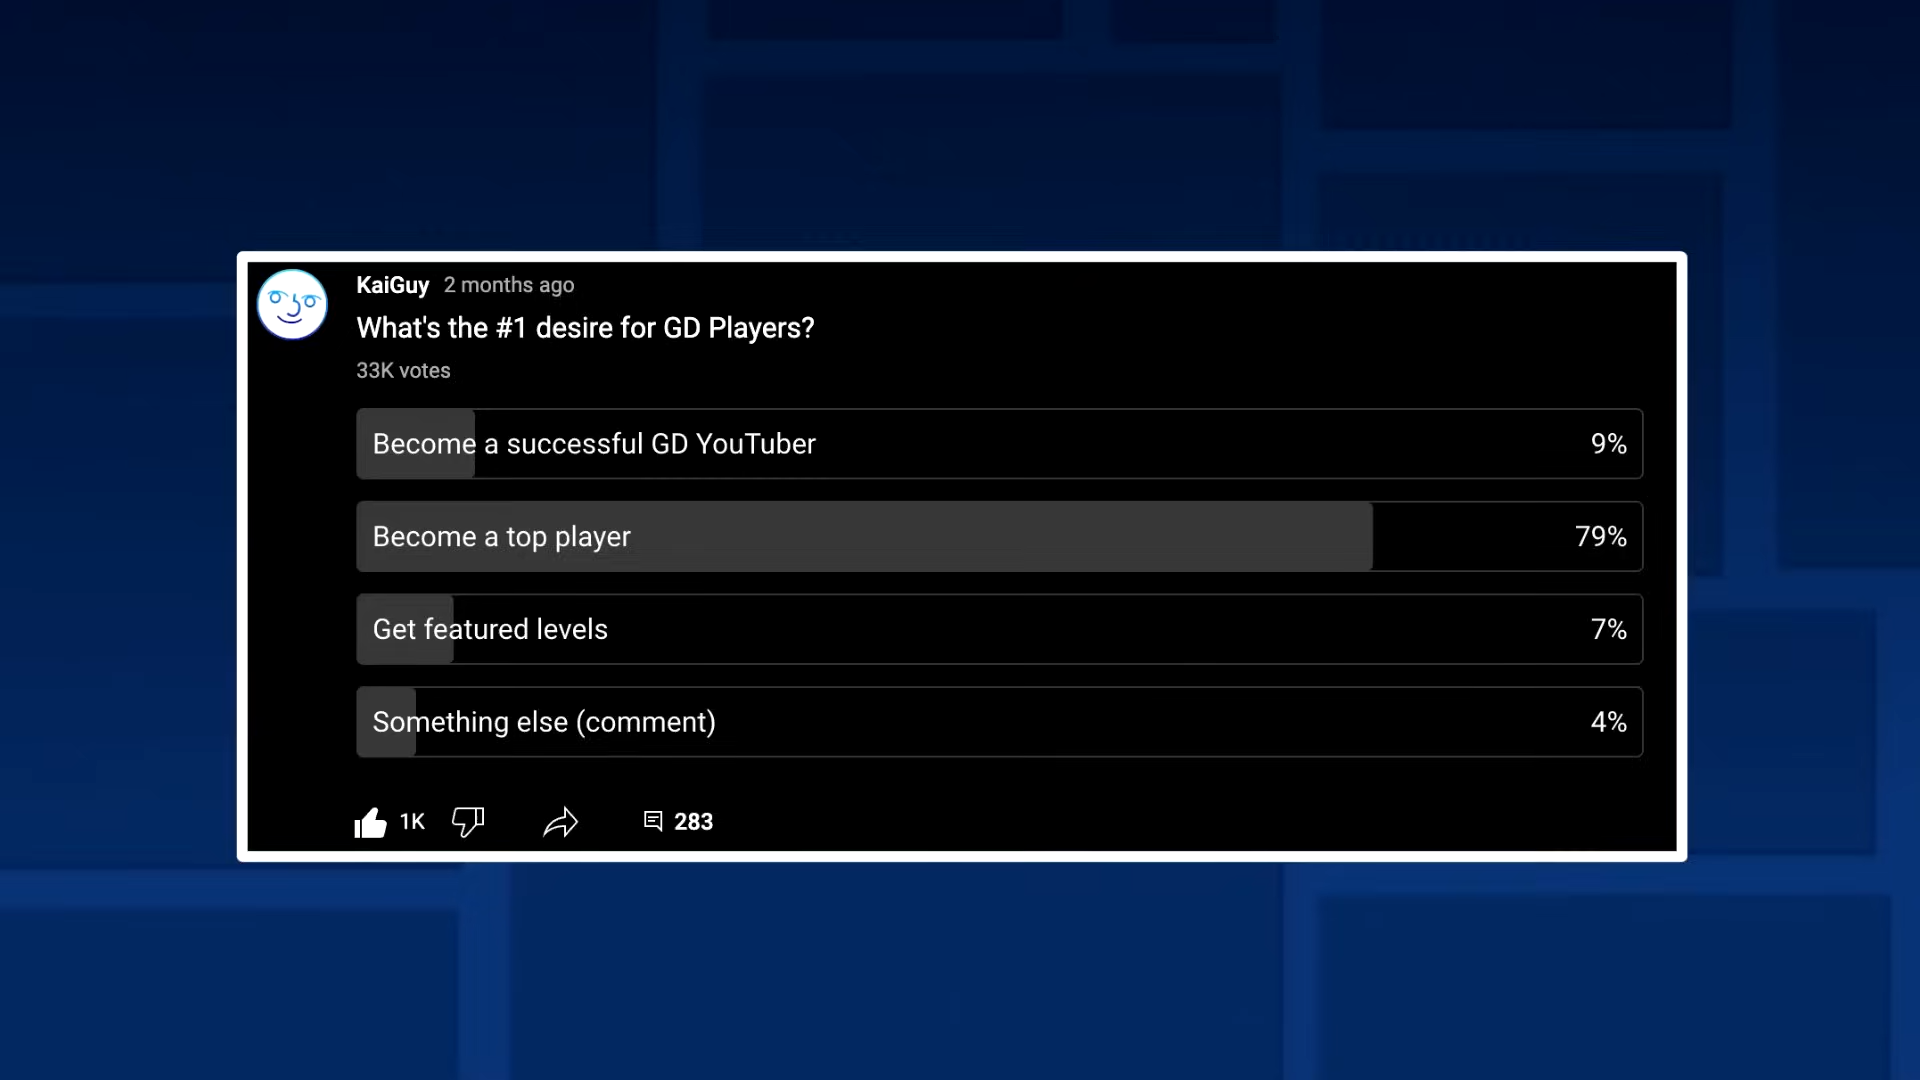 KaiGuy 2 months ago
What's the #1 desire for GD Players?
33K votes
Become a successful GD YouTuber 9%
Become a top player 79%
Get featured levels 7%
Something else (comment) 4%
1K 283